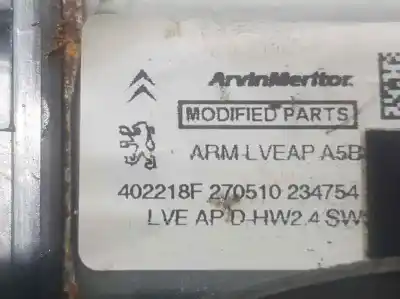 ArvinMeritor.
MODIFIED PARTS
ARM-LVEAP A5B
402218F 270510 234754
LVE AP D-HW2.4 SW